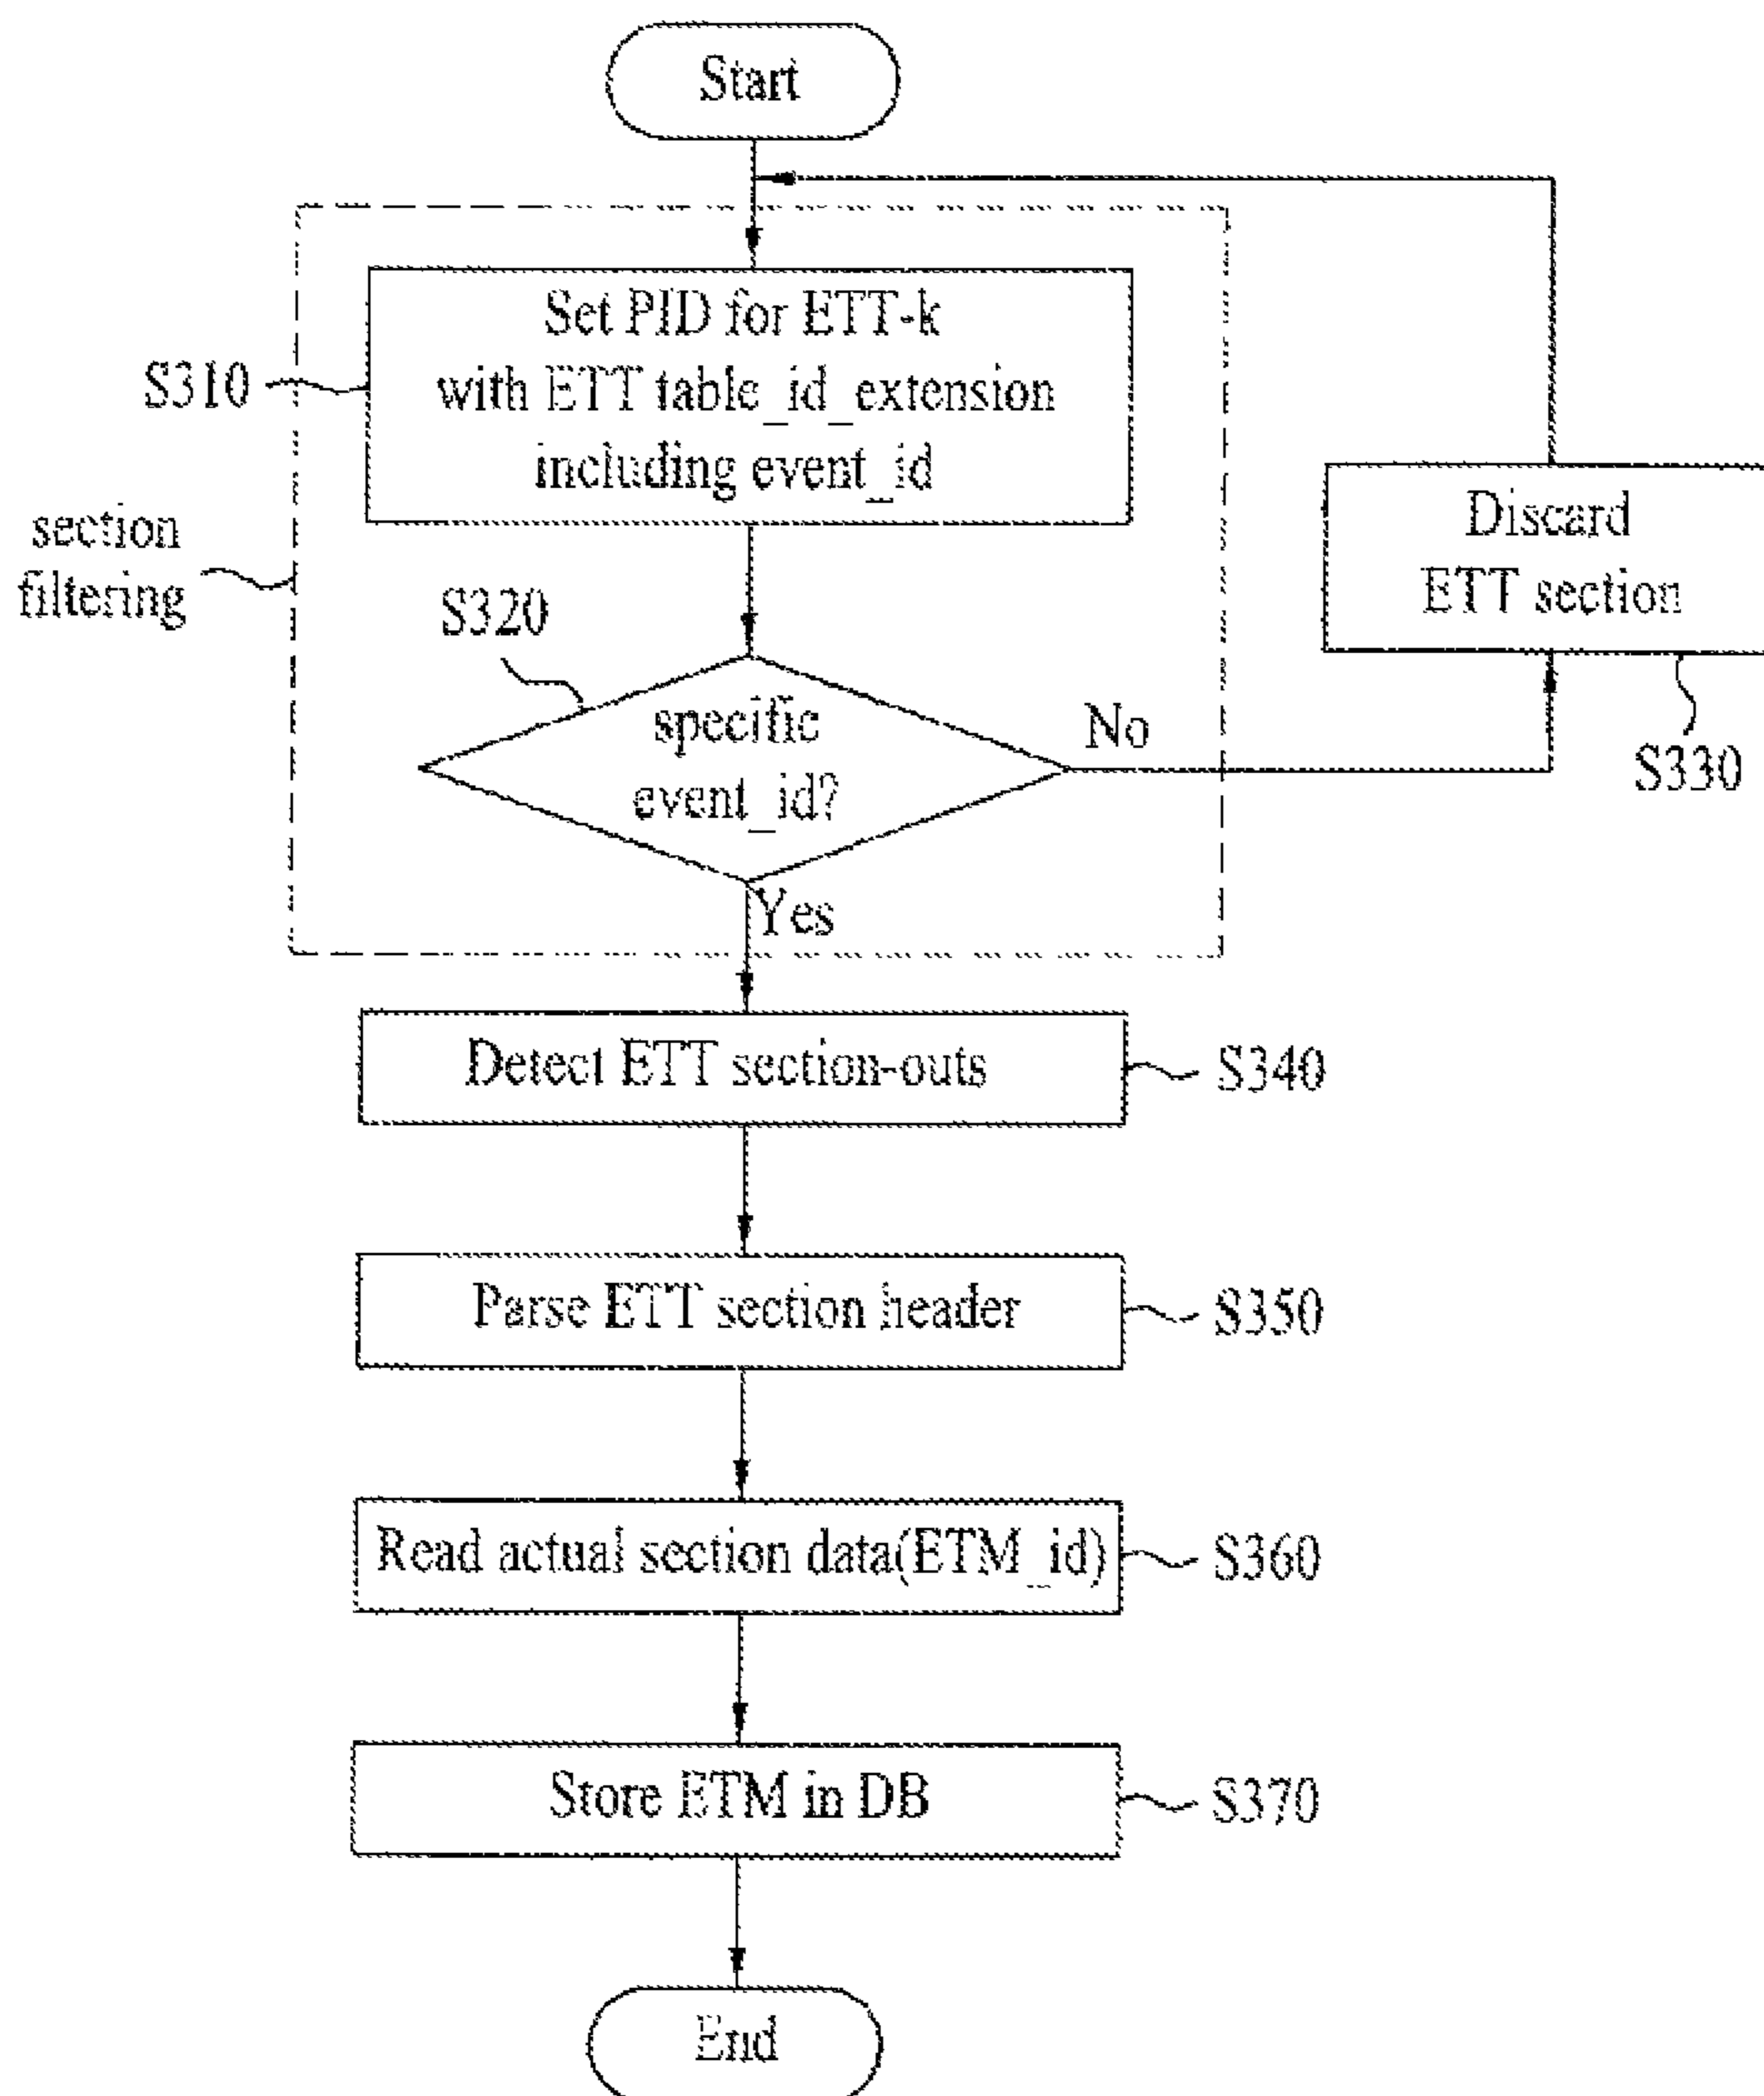 Start
Set PID for ETT-k
with ETT table_id_extension
including event_id
S310
section
filtering
Discard
ETT section
S320
specific
event_id?
No
S330
Yes
Detect ETT section-outs
S340
Parse ETT section header
S350
Read actual section data(ETM_id)
S360
Store ETM in DB
S370
End